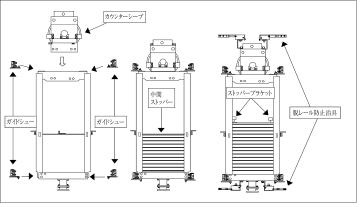 カウンターシーブ
ガイドシュー
ガイドシュー
中間
ストッパー
ストッパーブラケット
脱レール防止治具